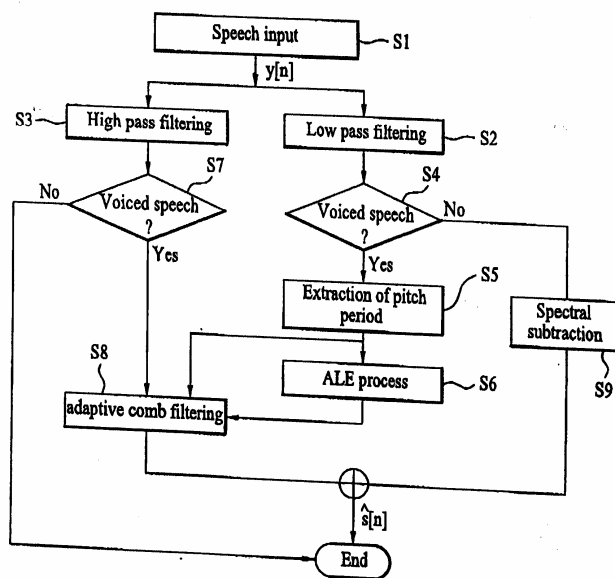 Speech input
S1
y[n]
S3
High pass filtering
Low pass filtering
S2
S7
S4
No
Voiced speech
?
Voiced speech
?
No
Yes
Yes
Extraction of pitch
period
S5
Spectral
subtraction
S8
ALE process
S6
S9
adaptive comb filtering
ŝ[n]
End